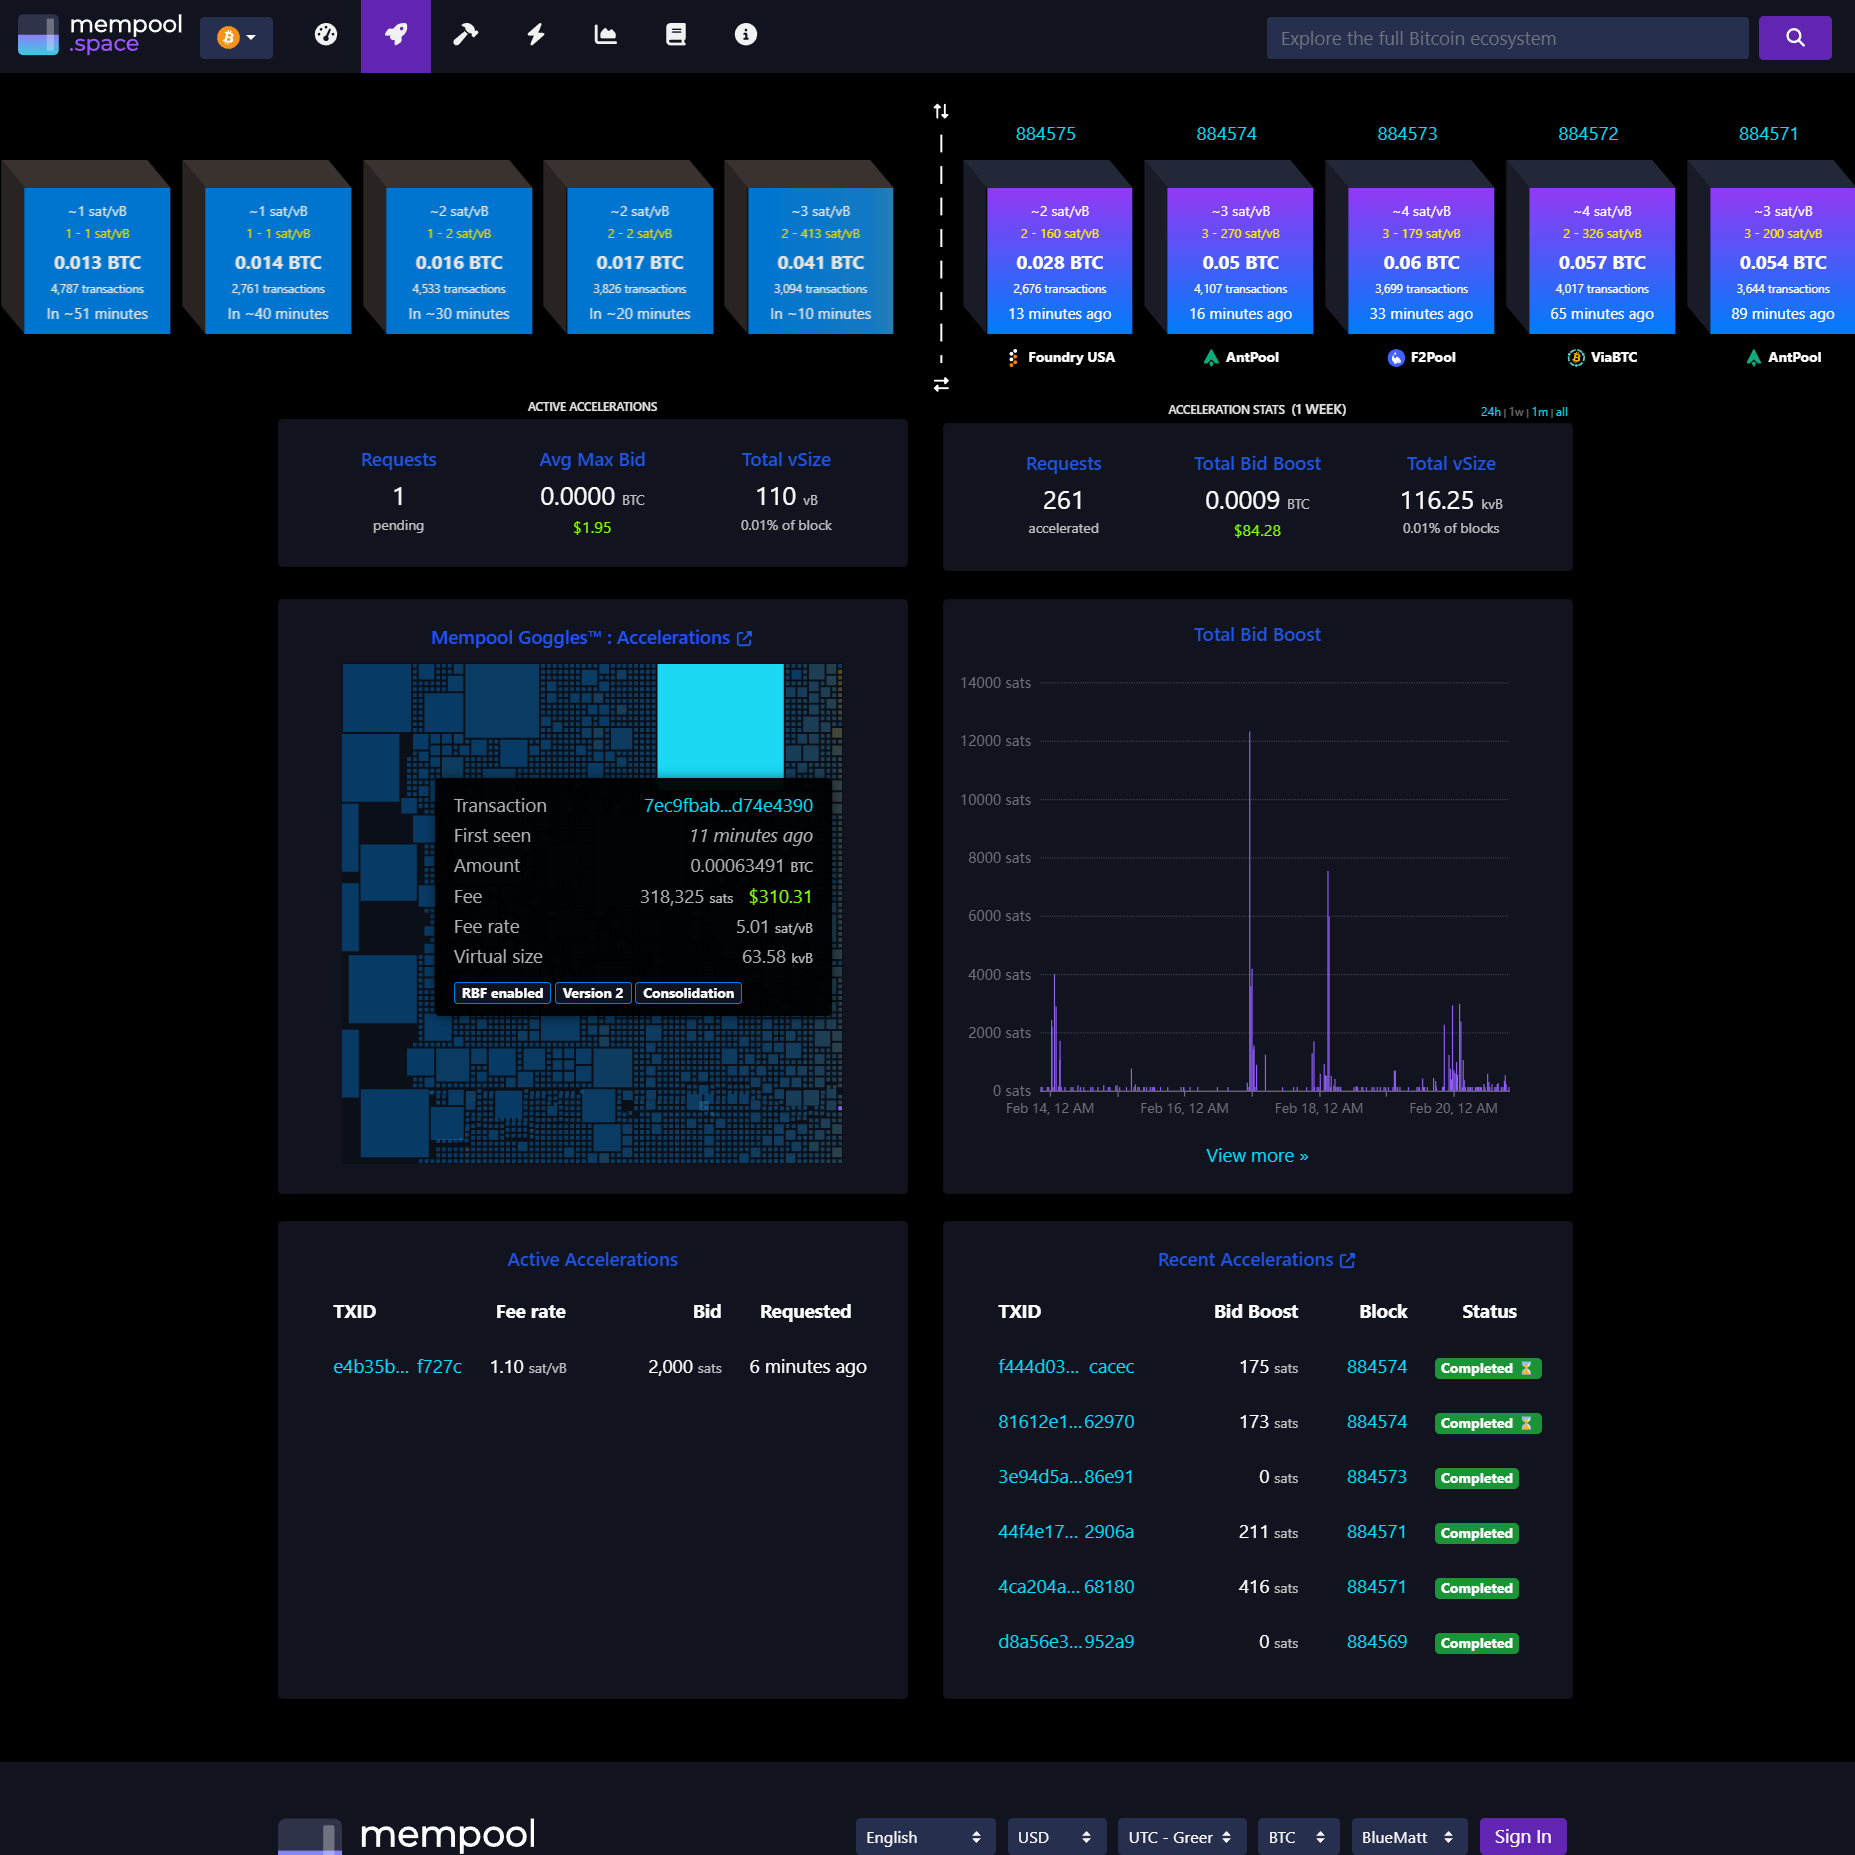 mempool
.space
Explore the full Bitcoin ecosystem
884575 884574 884573 884572 884571
~1 sat/vB
1 - 1 sat/vB
0.013 BTC
4,787 transactions
In ~51 minutes
~1 sat/vB
1 - 1 sat/vB
0.014 BTC
2,761 transactions
In ~40 minutes
~2 sat/vB
1 - 2 sat/vB
0.016 BTC
4,533 transactions
In ~30 minutes
~2 sat/vB
2 - 2 sat/vB
0.017 BTC
3,826 transactions
In ~20 minutes
~3 sat/vB
2 - 413 sat/vB
0.041 BTC
3,094 transactions
In ~10 minutes
~2 sat/vB
2 - 160 sat/vB
0.028 BTC
2,676 transactions
13 minutes ago
Foundry USA
~3 sat/vB
3 - 270 sat/vB
0.05 BTC
4,107 transactions
16 minutes ago
AntPool
~4 sat/vB
3 - 179 sat/vB
0.06 BTC
3,699 transactions
33 minutes ago
F2Pool
~4 sat/vB
2 - 326 sat/vB
0.057 BTC
4,017 transactions
65 minutes ago
ViaBTC
~3 sat/vB
3 - 200 sat/vB
0.054 BTC
3,644 transactions
89 minutes ago
AntPool
ACTIVE ACCELERATIONS
Requests Avg Max Bid Total vSize
1 0.0000 BTC 110 vB
pending $1.95 0.01% of block
ACCELERATION STATS (1 WEEK) 24h | 1w | 1m | all
Requests Total Bid Boost Total vSize
261 0.0009 BTC 116.25 kvB
accelerated $84.28 0.01% of blocks
Mempool Goggles™ : Accelerations
Transaction 7ec9fbab...d74e4390
First seen 11 minutes ago
Amount 0.00063491 BTC
Fee 318,325 sats $310.31
Fee rate 5.01 sat/vB
Virtual size 63.58 kvB
RBF enabled Version 2 Consolidation
Total Bid Boost
14000 sats
12000 sats
10000 sats
8000 sats
6000 sats
4000 sats
2000 sats
0 sats
Feb 14, 12 AM Feb 16, 12 AM Feb 18, 12 AM Feb 20, 12 AM
View more »
Active Accelerations
TXID Fee rate Bid Requested
e4b35b... f727c 1.10 sat/vB 2,000 sats 6 minutes ago
Recent Accelerations
TXID Bid Boost Block Status
f444d03... cacec 175 sats 884574 Completed ⌛
81612e1...62970 173 sats 884574 Completed ⌛
3e94d5a...86e91 0 sats 884573 Completed
44f4e17... 2906a 211 sats 884571 Completed
4ca204a... 68180 416 sats 884571 Completed
d8a56e3...952a9 0 sats 884569 Completed
mempool
English USD UTC - Greer BTC BlueMatt Sign In